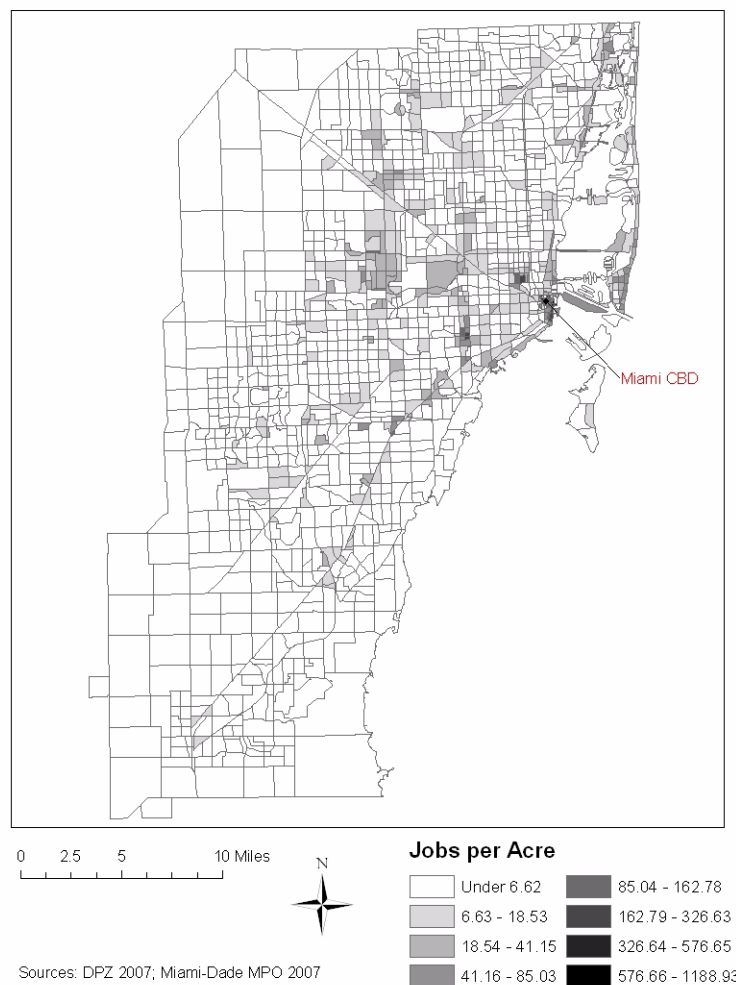 Miami CBD
0 2.5 5 10 Miles
N
Jobs per Acre
Under 6.62
6.63 - 18.53
18.54 - 41.15
41.16 - 85.03
85.04 - 162.78
162.79 - 326.63
326.64 - 576.65
576.66 - 1188.93
Sources: DPZ 2007; Miami-Dade MPO 2007